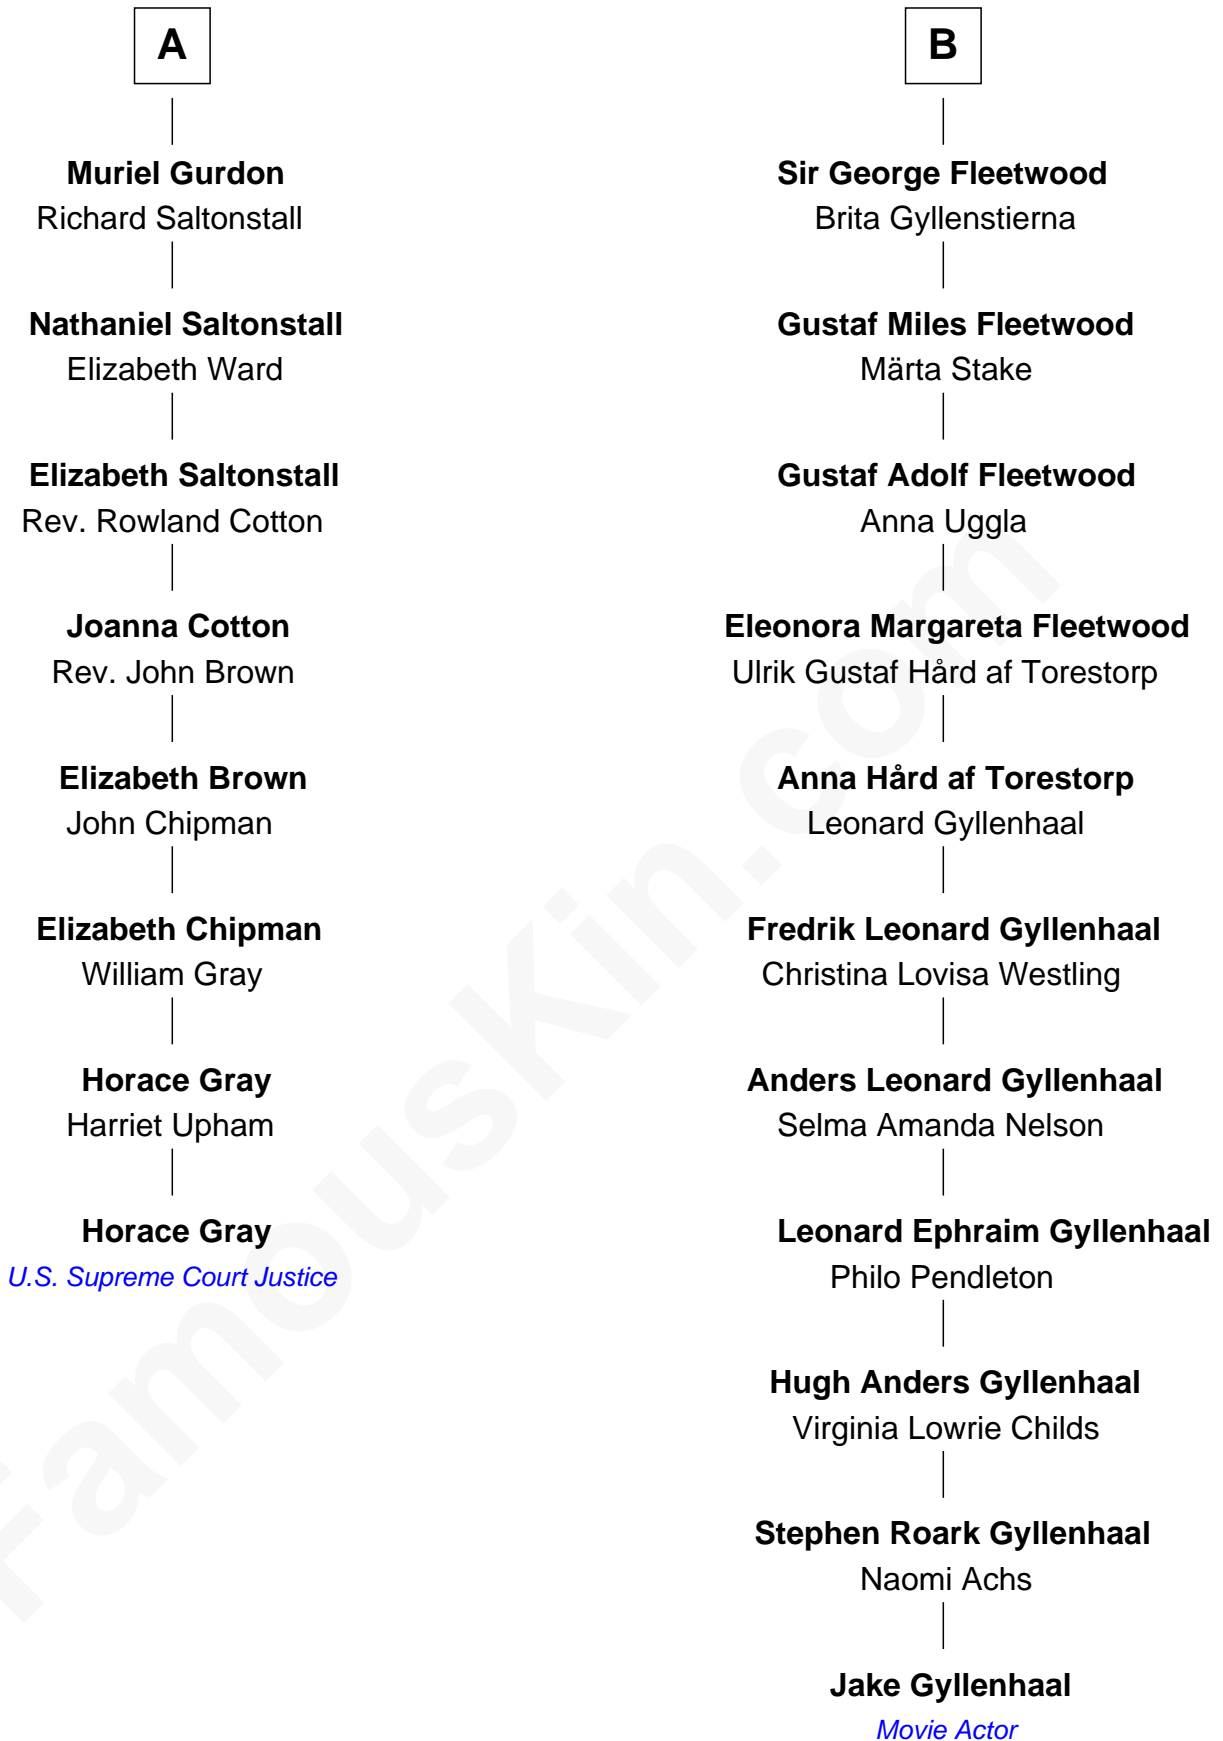 A
Muriel Gurdon
Richard Saltonstall
Nathaniel Saltonstall
Elizabeth Ward
Elizabeth Saltonstall
Rev. Rowland Cotton
Joanna Cotton
Rev. John Brown
Elizabeth Brown
John Chipman
Elizabeth Chipman
William Gray
Horace Gray
Harriet Upham
Horace Gray
U.S. Supreme Court Justice
B
Sir George Fleetwood
Brita Gyllenstierna
Gustaf Miles Fleetwood
Märta Stake
Gustaf Adolf Fleetwood
Anna Uggla
Eleonora Margareta Fleetwood
Ulrik Gustaf Hård af Torestorp
Anna Hård af Torestorp
Leonard Gyllenhaal
Fredrik Leonard Gyllenhaal
Christina Lovisa Westling
Anders Leonard Gyllenhaal
Selma Amanda Nelson
Leonard Ephraim Gyllenhaal
Philo Pendleton
Hugh Anders Gyllenhaal
Virginia Lowrie Childs
Stephen Roark Gyllenhaal
Naomi Achs
Jake Gyllenhaal
Movie Actor
FamousKin.com